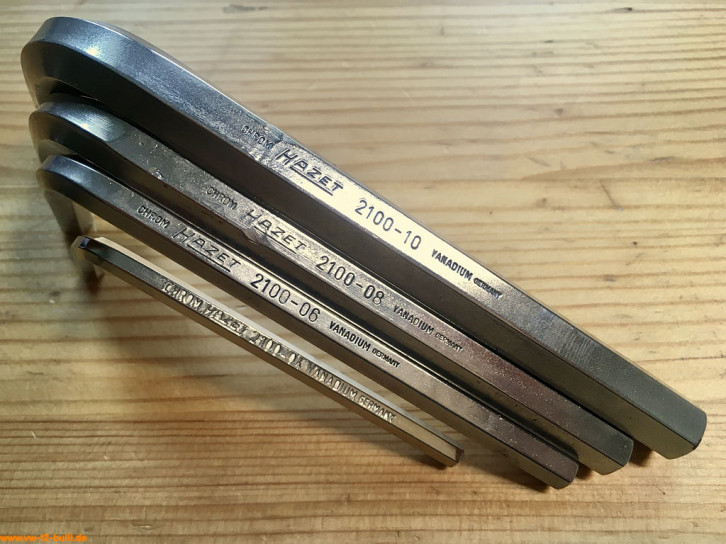 CHROM HAZET 2100-10 VANADIUM GERMANY
CHROM HAZET 2100-08 VANADIUM GERMANY
CHROM HAZET 2100-06 VANADIUM GERMANY
CHROM HAZET VANADIUM GERMANY